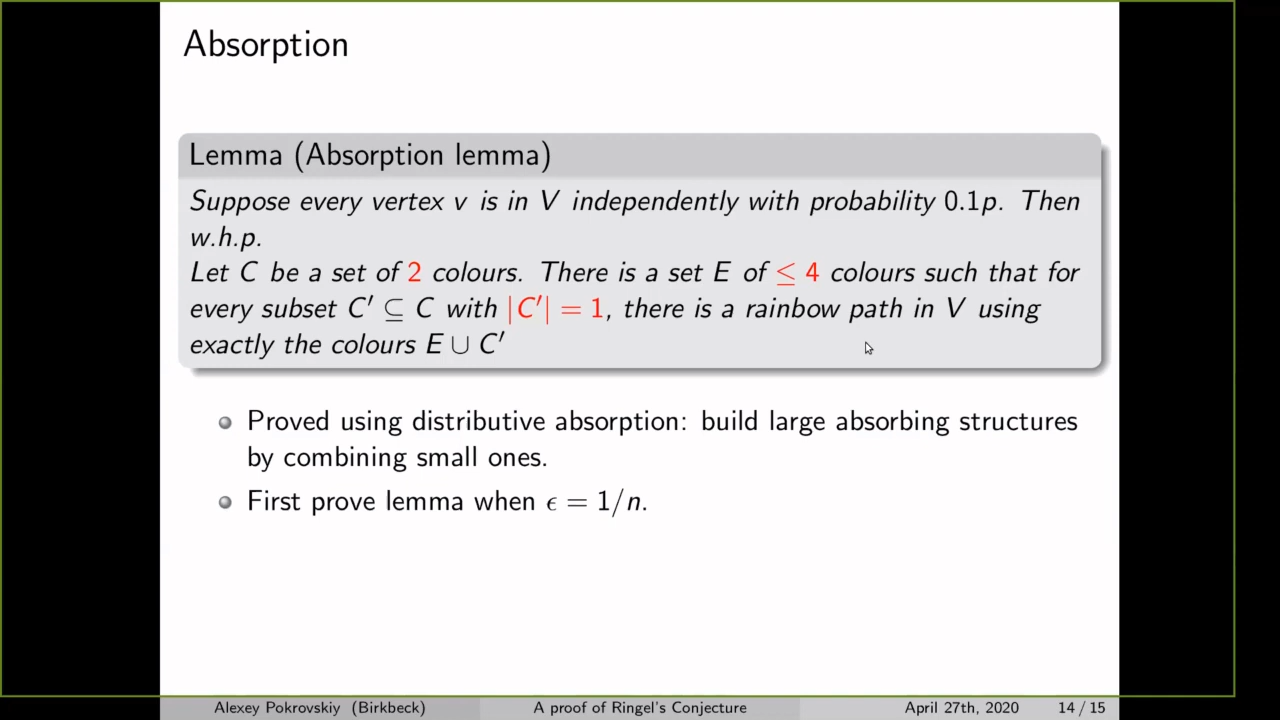 Absorption
Lemma (Absorption lemma)
Suppose every vertex v is in V independently with probability 0.1p. Then
w.h.p.
Let C be a set of 2 colours. There is a set E of ≤ 4 colours such that for
every subset C′ ⊆ C with |C′| = 1, there is a rainbow path in V using
exactly the colours E ∪ C′
Proved using distributive absorption: build large absorbing structures
by combining small ones.
First prove lemma when ϵ = 1/n.
Alexey Pokrovskiy (Birkbeck) A proof of Ringel's Conjecture April 27th, 2020 14 / 15